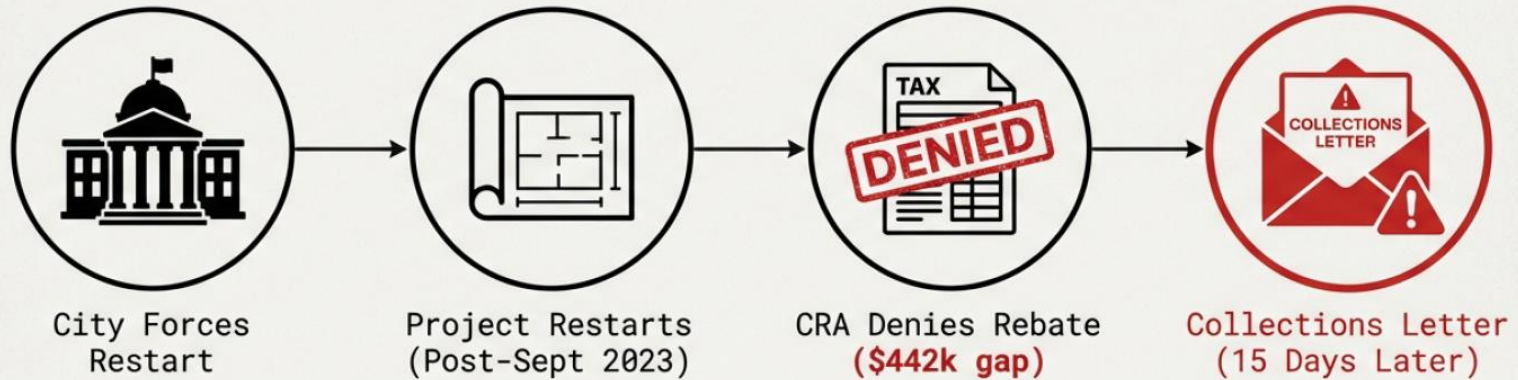 TAX
DENIED
COLLECTIONS
LETTER
City Forces
Restart
Project Restarts
(Post-Sept 2023)
CRA Denies Rebate
($442k gap)
Collections Letter
(15 Days Later)